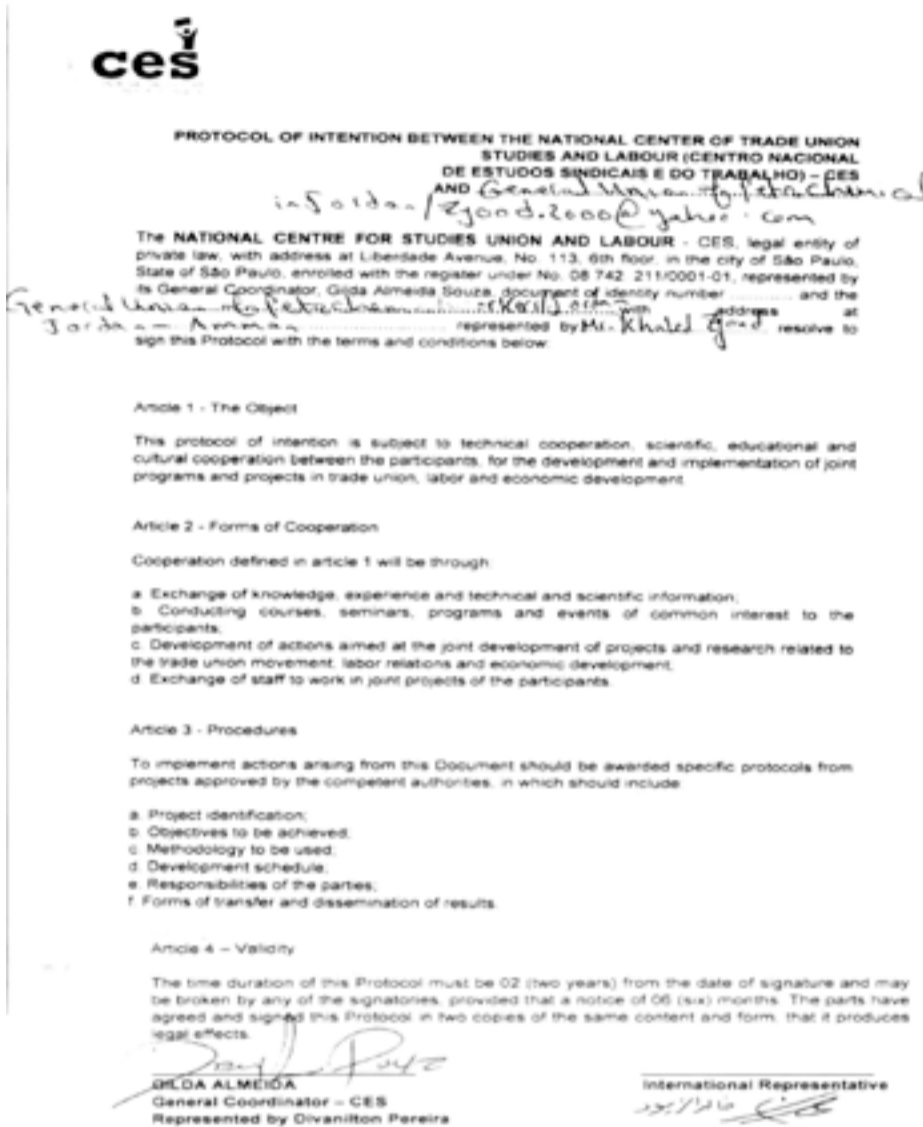 ces
PROTOCOL OF INTENTION BETWEEN THE NATIONAL CENTER OF TRADE UNION
STUDIES AND LABOUR (CENTRO NACIONAL
DE ESTUDOS SINDICAIS E DO TRABALHO) – CES
AND General Union of Petrochemical
2000@yahoo.com
The NATIONAL CENTRE FOR STUDIES UNION AND LABOUR - CES, legal entity of
private law, with address at Liberdade Avenue, No. 113, 6th floor, in the city of São Paulo,
State of São Paulo, enrolled with the register under No. 08 742 211/0001-01, represented by
its General Coordinator, Gilda Almeida Souza, document of identity number ............ and the
General Union with address at
Jordan - Amman represented by Mr. Khaled resolve to
sign this Protocol with the terms and conditions below:
Article 1 - The Object
This protocol of intention is subject to technical cooperation, scientific, educational and
cultural cooperation between the participants, for the development and implementation of joint
programs and projects in trade union, labor and economic development
Article 2 - Forms of Cooperation
Cooperation defined in article 1 will be through:
a. Exchange of knowledge, experience and technical and scientific information;
b. Conducting courses, seminars, programs and events of common interest to the
participants;
c. Development of actions aimed at the joint development of projects and research related to
the trade union movement, labor relations and economic development;
d. Exchange of staff to work in joint projects of the participants.
Article 3 - Procedures
To implement actions arising from this Document should be awarded specific protocols from
projects approved by the competent authorities, in which should include:
a. Project identification;
b. Objectives to be achieved;
c. Methodology to be used;
d. Development schedule;
e. Responsibilities of the parties;
f. Forms of transfer and dissemination of results.
Article 4 – Validity
The time duration of this Protocol must be 02 (two years) from the date of signature and may
be broken by any of the signatories, provided that a notice of 06 (six) months. The parts have
agreed and signed this Protocol in two copies of the same content and form, that it produces
legal effects.
GILDA ALMEIDA
General Coordinator – CES
Represented by Divanilton Pereira
International Representative